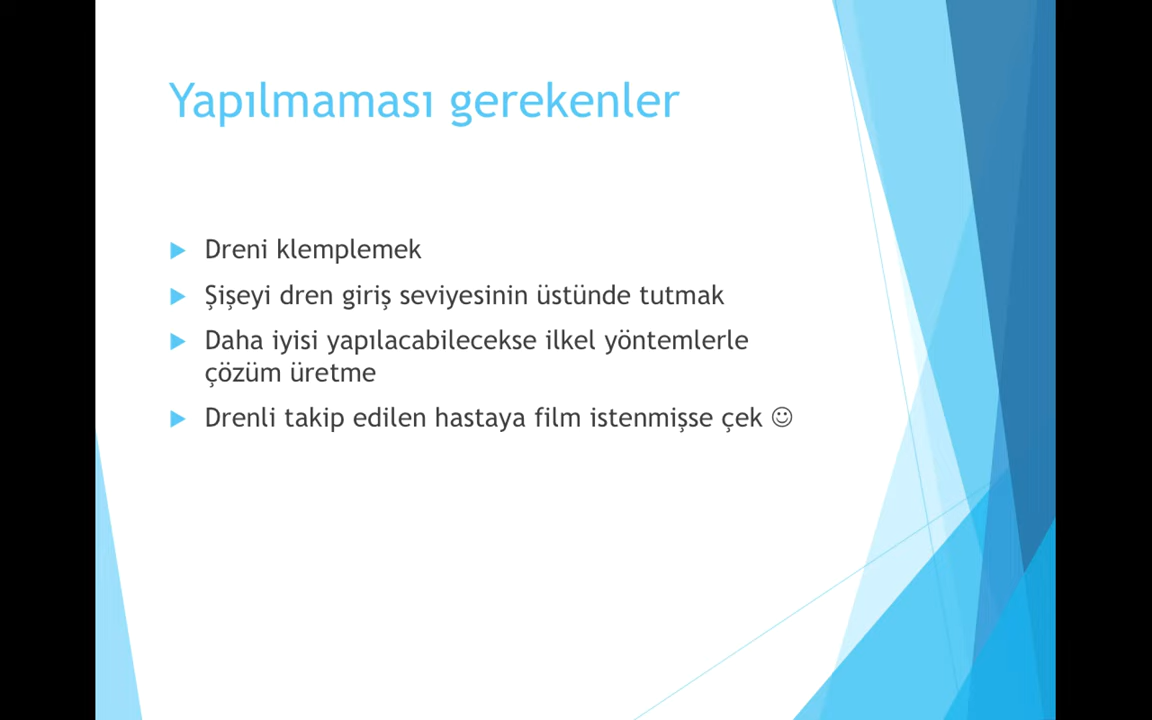 Yapılmaması gerekenler
Dreni klemplemek
Şişeyi dren giriş seviyesinin üstünde tutmak
Daha iyisi yapılacabilecekse ilkel yöntemlerle
çözüm üretme
Drenli takip edilen hastaya film istenmişse çek ☺